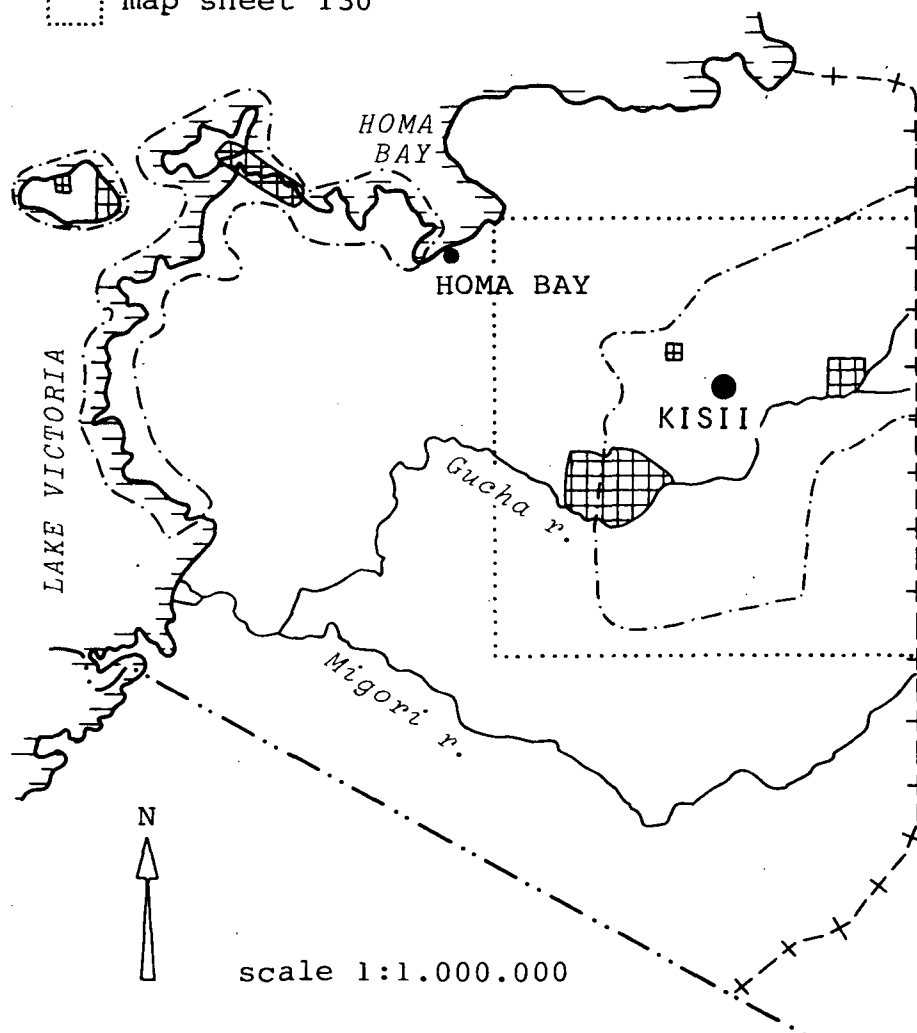 map sheet 130
HOMA
BAY
HOMA BAY
KISII
LAKE VICTORIA
Gucha r.
Migori r.
N
scale 1:1.000.000